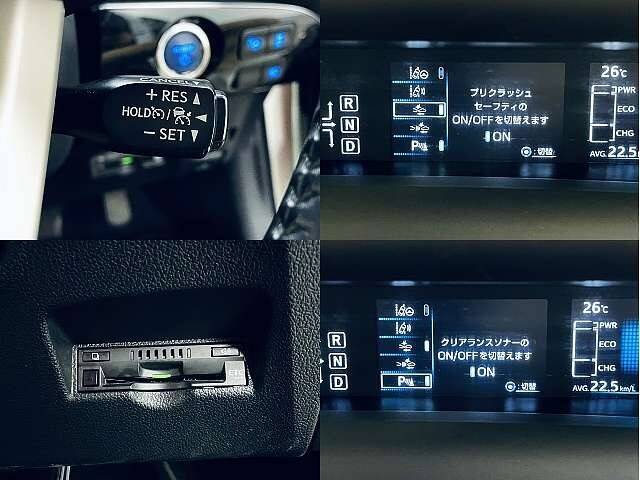 CANCEL
+ RES ▲
HOLD
− SET ▼
プリクラッシュ
セーフティの
ON/OFFを切替えます
ON
:切替
R
N
D
26℃
PWR
ECO
CHG
AVG.22.5
ETC
クリアランスソナーの
ON/OFFを切替えます
ON
:切替
R
N
D
26℃
PWR
ECO
CHG
AVG.22.5km/L